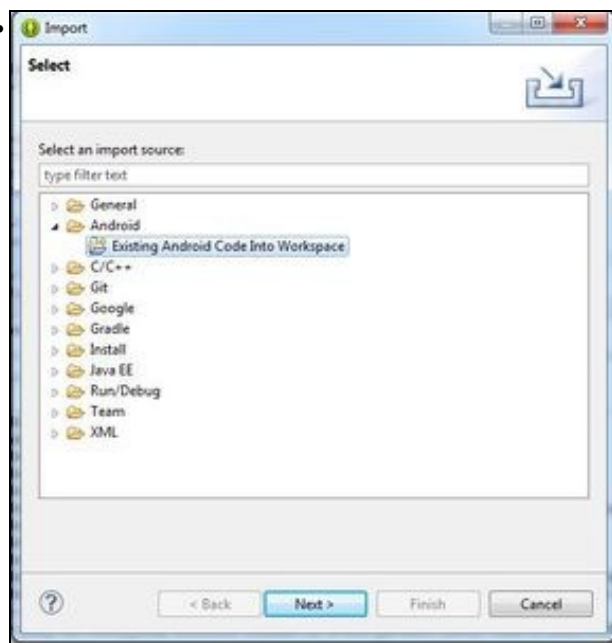 Import
Select
Select an import source:
type filter text
General
Android
Existing Android Code Into Workspace
C/C++
Git
Google
Gradle
Install
Java EE
Run/Debug
Team
XML
?
< Back Next > Finish Cancel